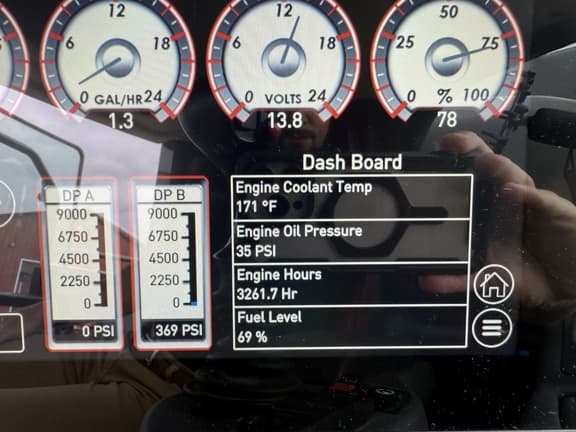 12
6 18
0 GAL/HR 24
1.3
12
6 18
0 VOLTS 24
13.8
50
25 75
0 % 100
78
Dash Board
Engine Coolant Temp
171 °F
Engine Oil Pressure
35 PSI
Engine Hours
3261.7 Hr
Fuel Level
69 %
DP A
9000
6750
4500
2250
0
0 PSI
DP B
9000
6750
4500
2250
0
369 PSI